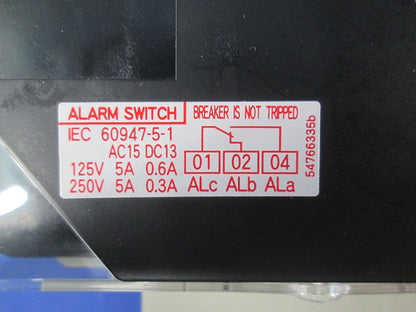 ALARM SWITCH
BREAKER IS NOT TRIPPED
IEC 60947-5-1
AC15 DC13
125V 5A 0.6A
250V 5A 0.3A
01 02 04
ALc ALb ALa
54766335b